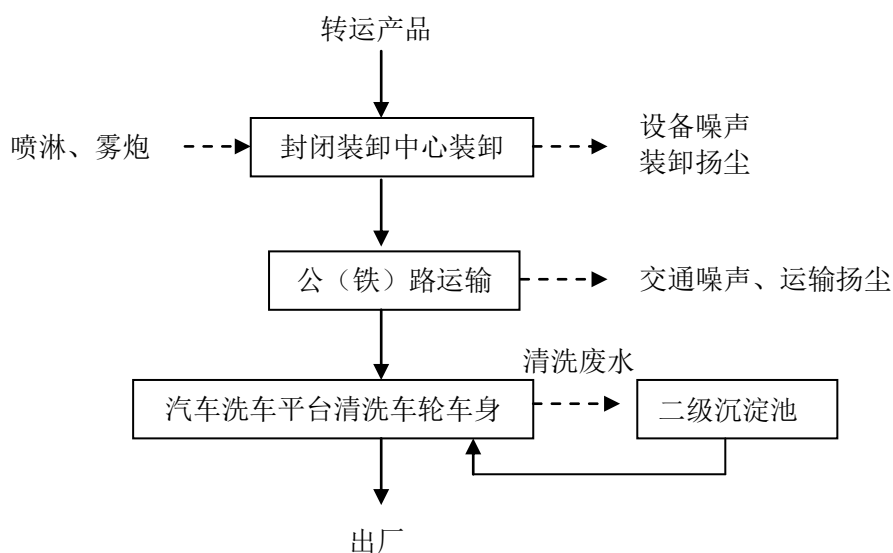 转运产品
喷淋、雾炮
封闭装卸中心装卸
设备噪声
装卸扬尘
公（铁）路运输
交通噪声、运输扬尘
清洗废水
汽车洗车平台清洗车轮车身
二级沉淀池
出厂